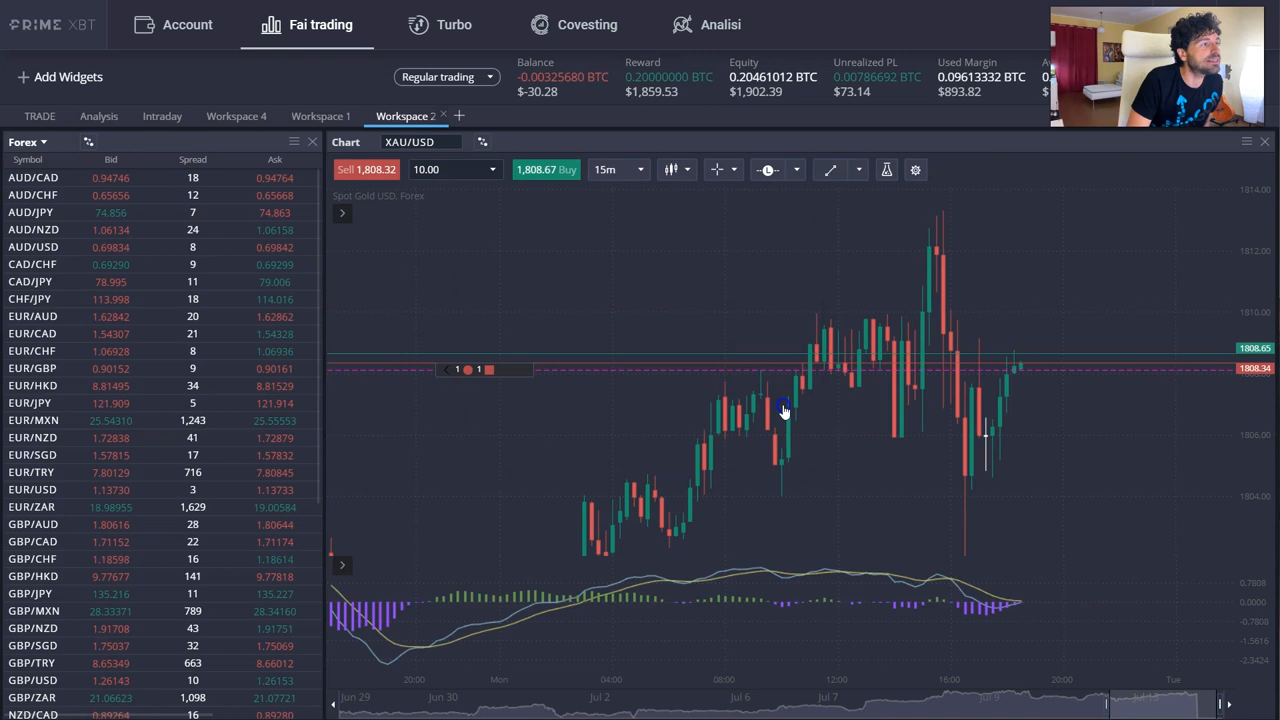 PRIME XBT
Account
Fai trading
Turbo
Covesting
Analisi
Add Widgets
Regular trading
Balance Reward Equity Unrealized PL Used Margin
-0.00325680 BTC 0.20000000 BTC 0.20461012 BTC 0.00786692 BTC 0.09613332 BTC
$-30.28 $1,859.53 $1,902.39 $73.14 $893.82
TRADE Analysis Intraday Workspace 4 Workspace 1 Workspace 2
Forex
Symbol Bid Spread Ask
AUD/CAD 0.94746 18 0.94764
AUD/CHF 0.65656 12 0.65668
AUD/JPY 74.856 7 74.863
AUD/NZD 1.06134 24 1.06158
AUD/USD 0.69834 8 0.69842
CAD/CHF 0.69290 9 0.69299
CAD/JPY 78.995 11 79.006
CHF/JPY 113.998 18 114.016
EUR/AUD 1.62842 20 1.62862
EUR/CAD 1.54307 21 1.54328
EUR/CHF 1.06928 8 1.06936
EUR/GBP 0.90152 9 0.90161
EUR/HKD 8.81495 34 8.81529
EUR/JPY 121.909 5 121.914
EUR/MXN 25.54310 1,243 25.55553
EUR/NZD 1.72838 41 1.72879
EUR/SGD 1.57815 17 1.57832
EUR/TRY 7.80129 716 7.80845
EUR/USD 1.13730 3 1.13733
EUR/ZAR 18.98955 1,629 19.00584
GBP/AUD 1.80616 28 1.80644
GBP/CAD 1.71152 22 1.71174
GBP/CHF 1.18598 16 1.18614
GBP/HKD 9.77677 141 9.77818
GBP/JPY 135.216 11 135.227
GBP/MXN 28.33371 789 28.34160
GBP/NZD 1.91708 43 1.91751
GBP/SGD 1.75037 32 1.75069
GBP/TRY 8.65349 663 8.66012
GBP/USD 1.26143 10 1.26153
GBP/ZAR 21.06623 1,098 21.07721
NZD/CAD 0.89264 16 0.89280
Chart XAU/USD
Sell 1,808.32 10.00 1,808.67 Buy 15m
Spot Gold USD, Forex
1 1
1814.00
1812.00
1810.00
1808.65
1808.34
1806.00
1804.00
0.7808
0.0000
-0.7808
-1.5616
-2.3424
20:00 Mon 04:00 08:00 12:00 16:00 20:00 Tue
Jun 29 Jun 30 Jul 2 Jul 6 Jul 7 Jul 9 Jul 13